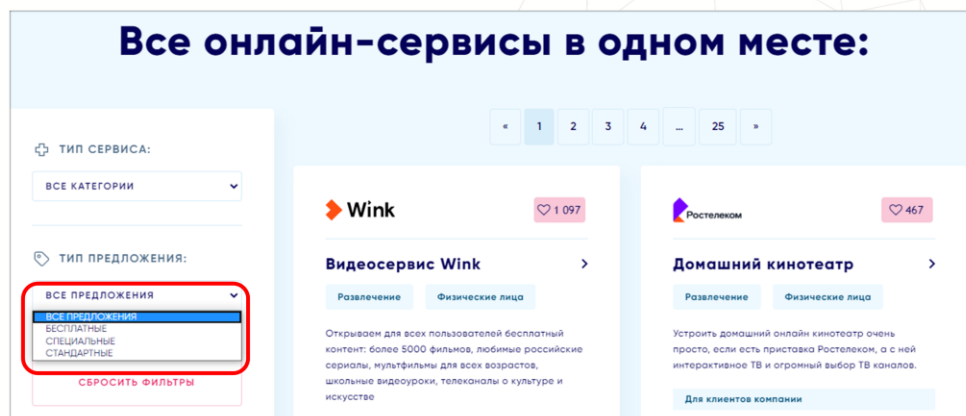 Все онлайн-сервисы в одном месте:
« 1 2 3 4 ... 25 »
ТИП СЕРВИСА:
ВСЕ КАТЕГОРИИ
ТИП ПРЕДЛОЖЕНИЯ:
ВСЕ ПРЕДЛОЖЕНИЯ
ВСЕ ПРЕДЛОЖЕНИЯ
БЕСПЛАТНЫЕ
СПЕЦИАЛЬНЫЕ
СТАНДАРТНЫЕ
СБРОСИТЬ ФИЛЬТРЫ
Wink
1 097
Видеосервис Wink
Развлечение Физические лица
Открываем для всех пользователей бесплатный
контент: более 5000 фильмов, любимые российские
сериалы, мультфильмы для всех возрастов,
школьные видеоуроки, телеканалы о культуре и
искусстве
Ростелеком
467
Домашний кинотеатр
Развлечение Физические лица
Устроить домашний онлайн кинотеатр очень
просто, если есть приставка Ростелеком, а с ней
интерактивное ТВ и огромный выбор ТВ каналов.
Для клиентов компании